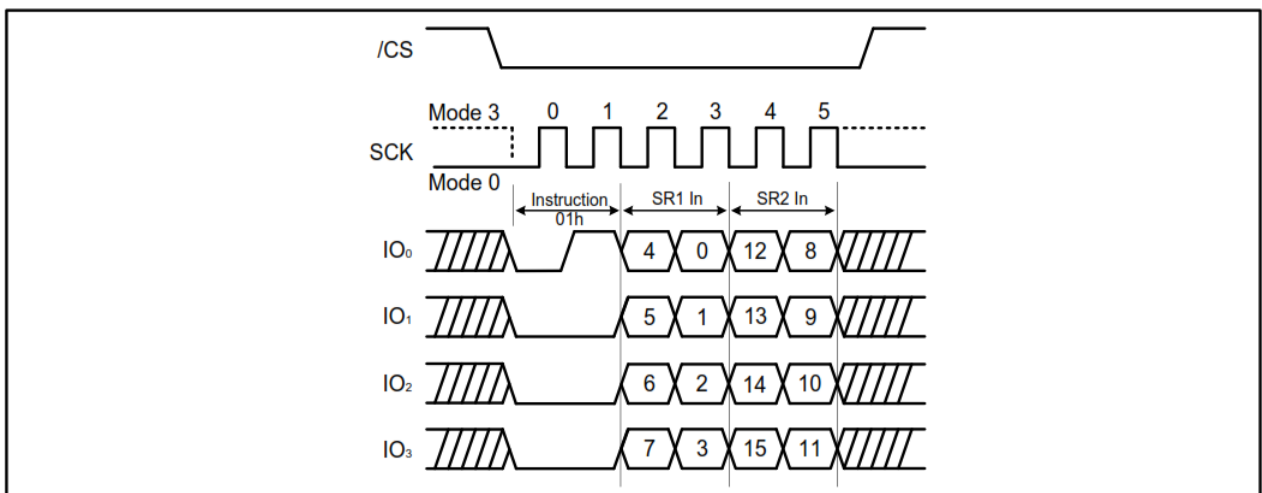 /CS
Mode 3 0 1 2 3 4 5
SCK
Mode 0
Instruction SR1 In SR2 In
01h
IO₀ 4 0 12 8
IO₁ 5 1 13 9
IO₂ 6 2 14 10
IO₃ 7 3 15 11